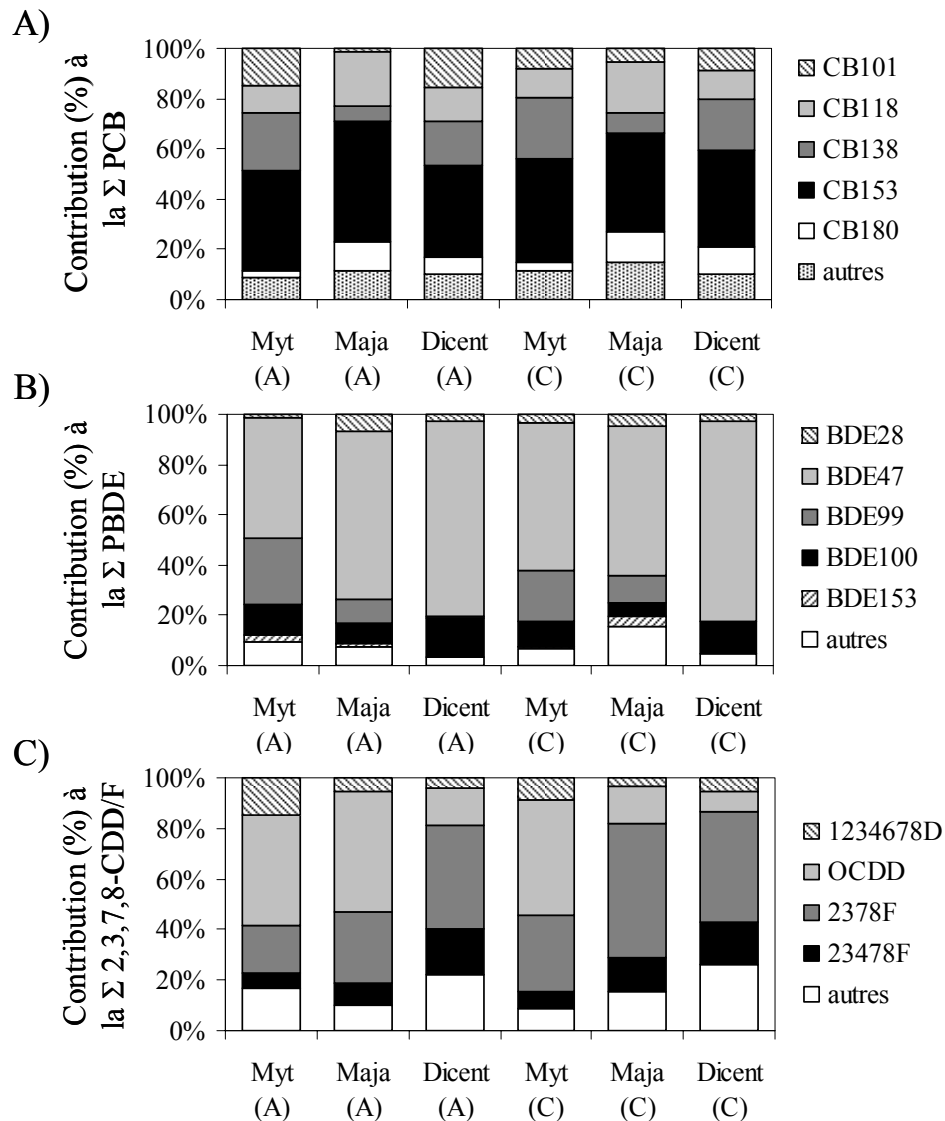 A)
Contribution (%) à
la Σ PCB
100%
80%
60%
40%
20%
0%
Myt Maja Dicent Myt Maja Dicent
(A) (A) (A) (C) (C) (C)
CB101
CB118
CB138
CB153
CB180
autres
B)
Contribution (%) à
la Σ PBDE
100%
80%
60%
40%
20%
0%
Myt Maja Dicent Myt Maja Dicent
(A) (A) (A) (C) (C) (C)
BDE28
BDE47
BDE99
BDE100
BDE153
autres
C)
Contribution (%) à
la Σ 2,3,7,8-CDD/F
100%
80%
60%
40%
20%
0%
Myt Maja Dicent Myt Maja Dicent
(A) (A) (A) (C) (C) (C)
1234678D
OCDD
2378F
23478F
autres